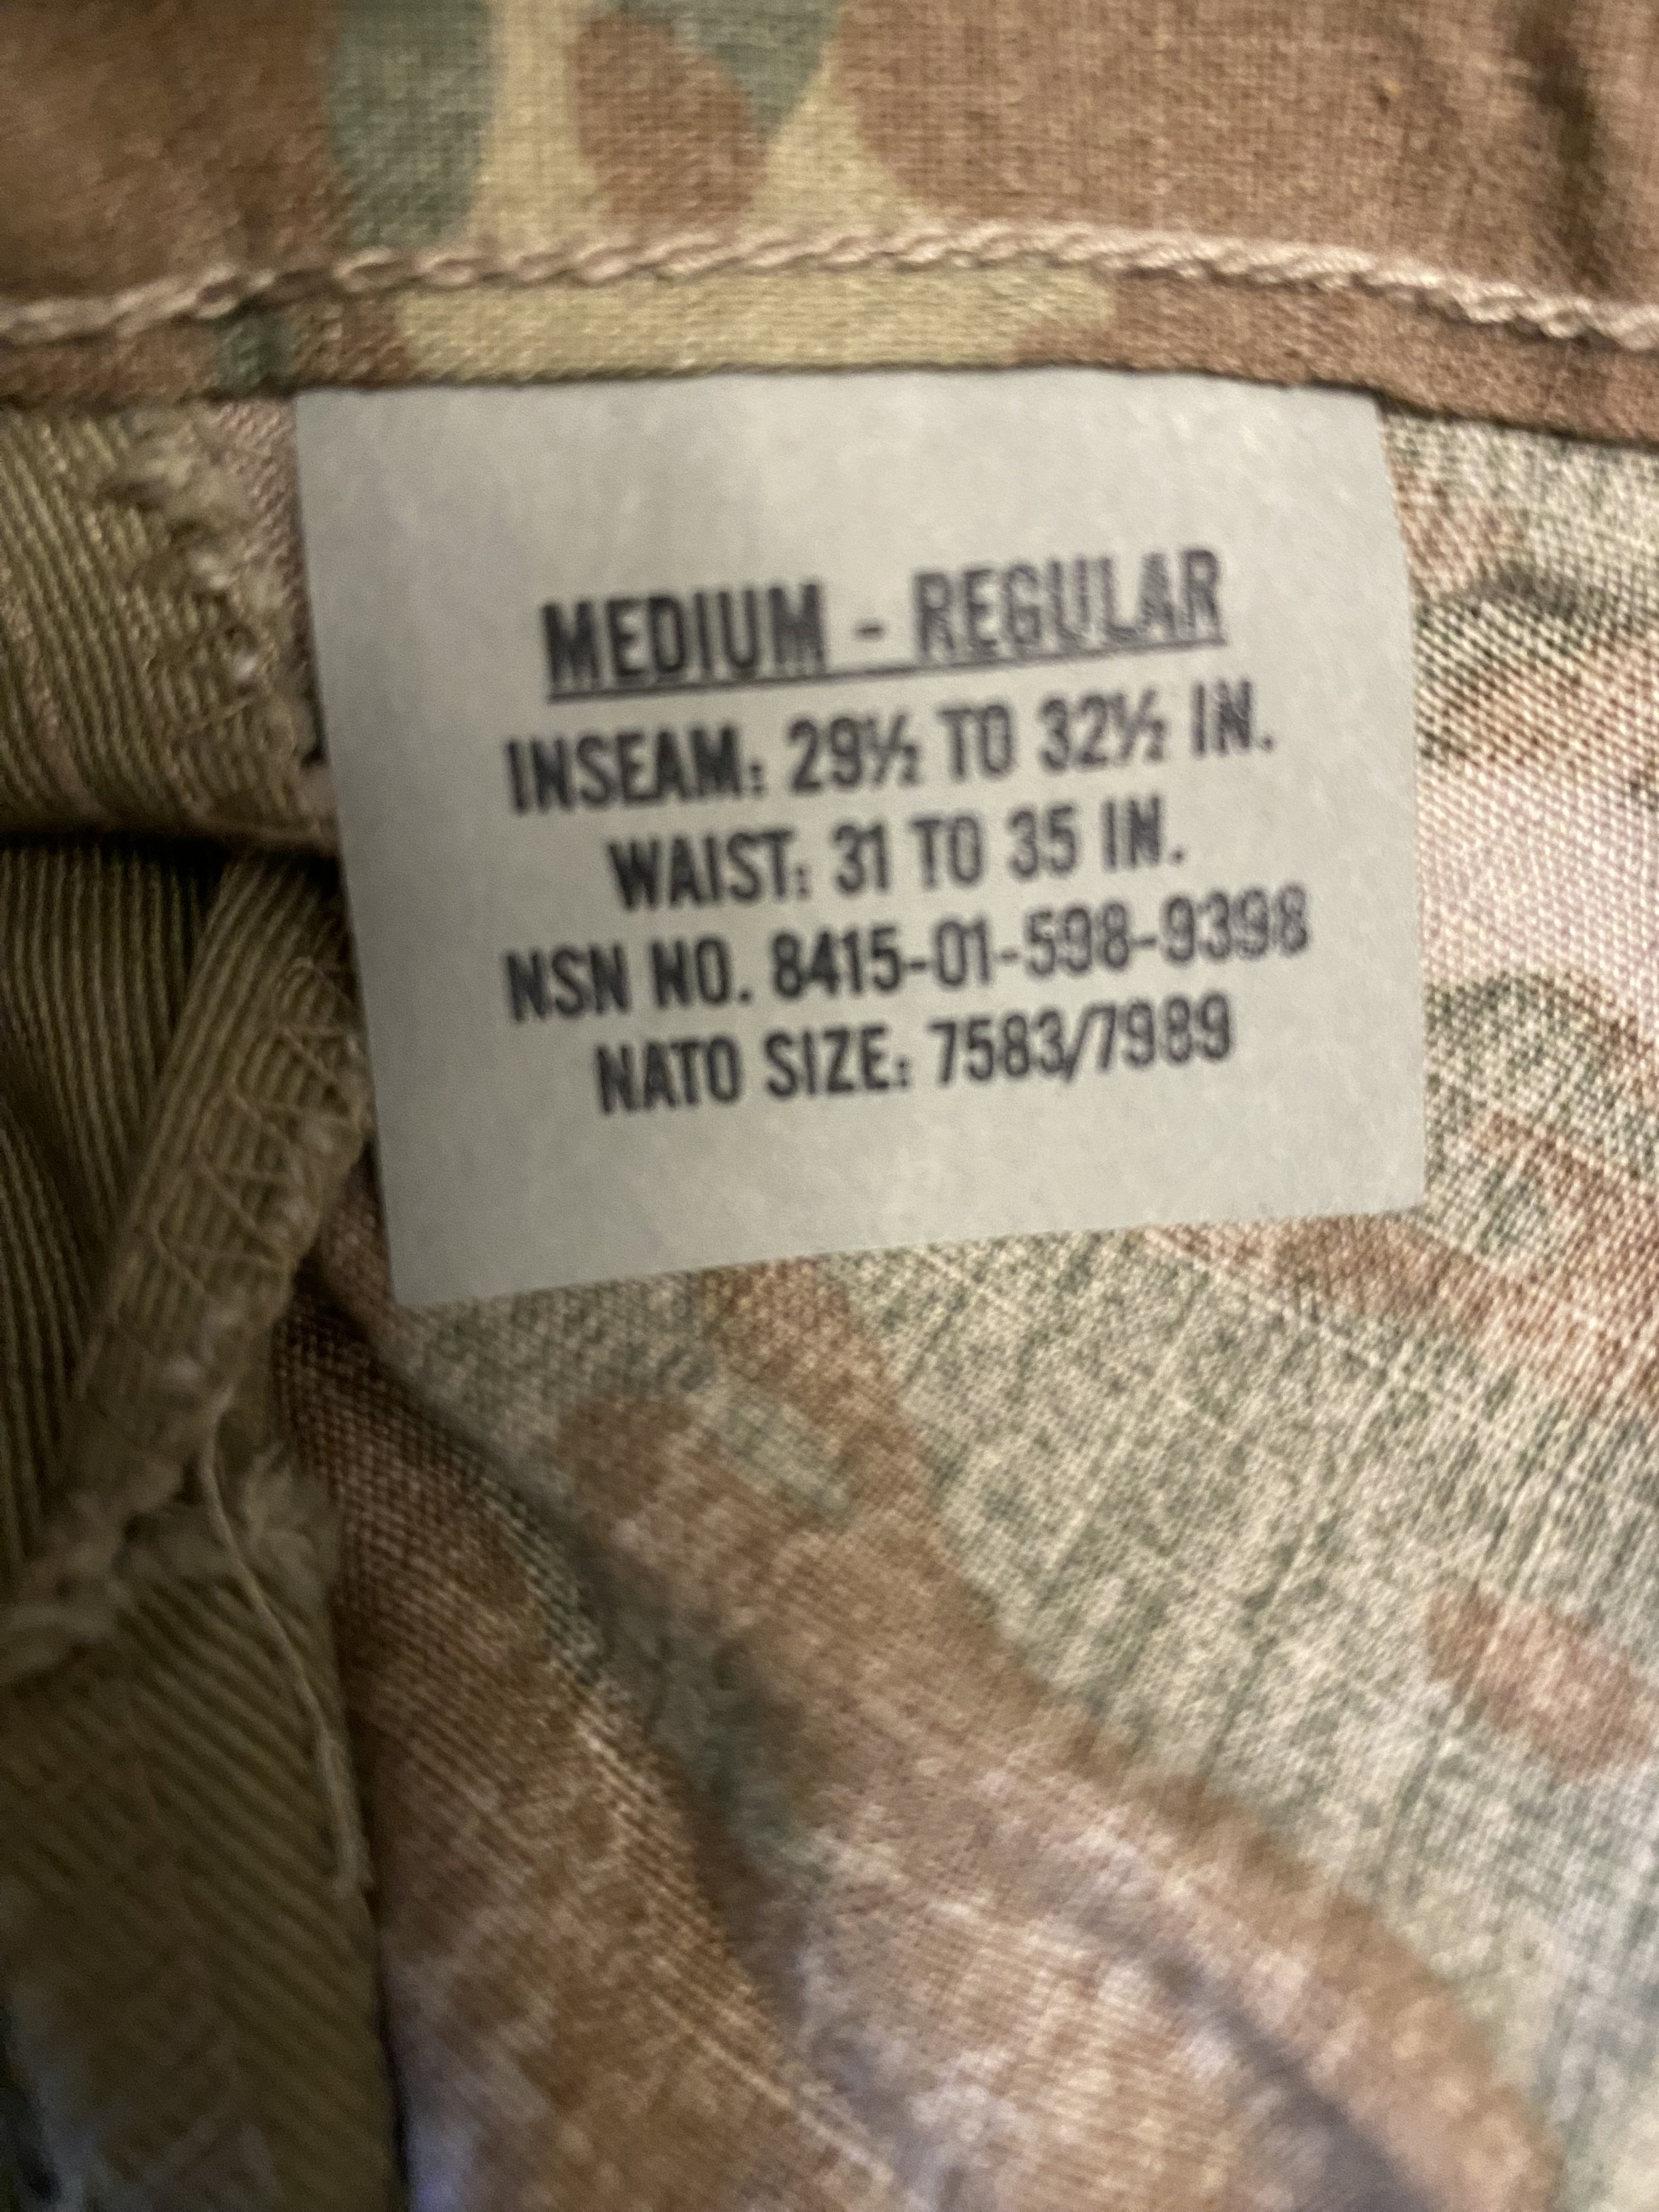 MEDIUM - REGULAR
INSEAM: 29½ TO 32½ IN.
WAIST: 31 TO 35 IN.
NSN NO. 8415-01-598-9398
NATO SIZE: 7583/7989